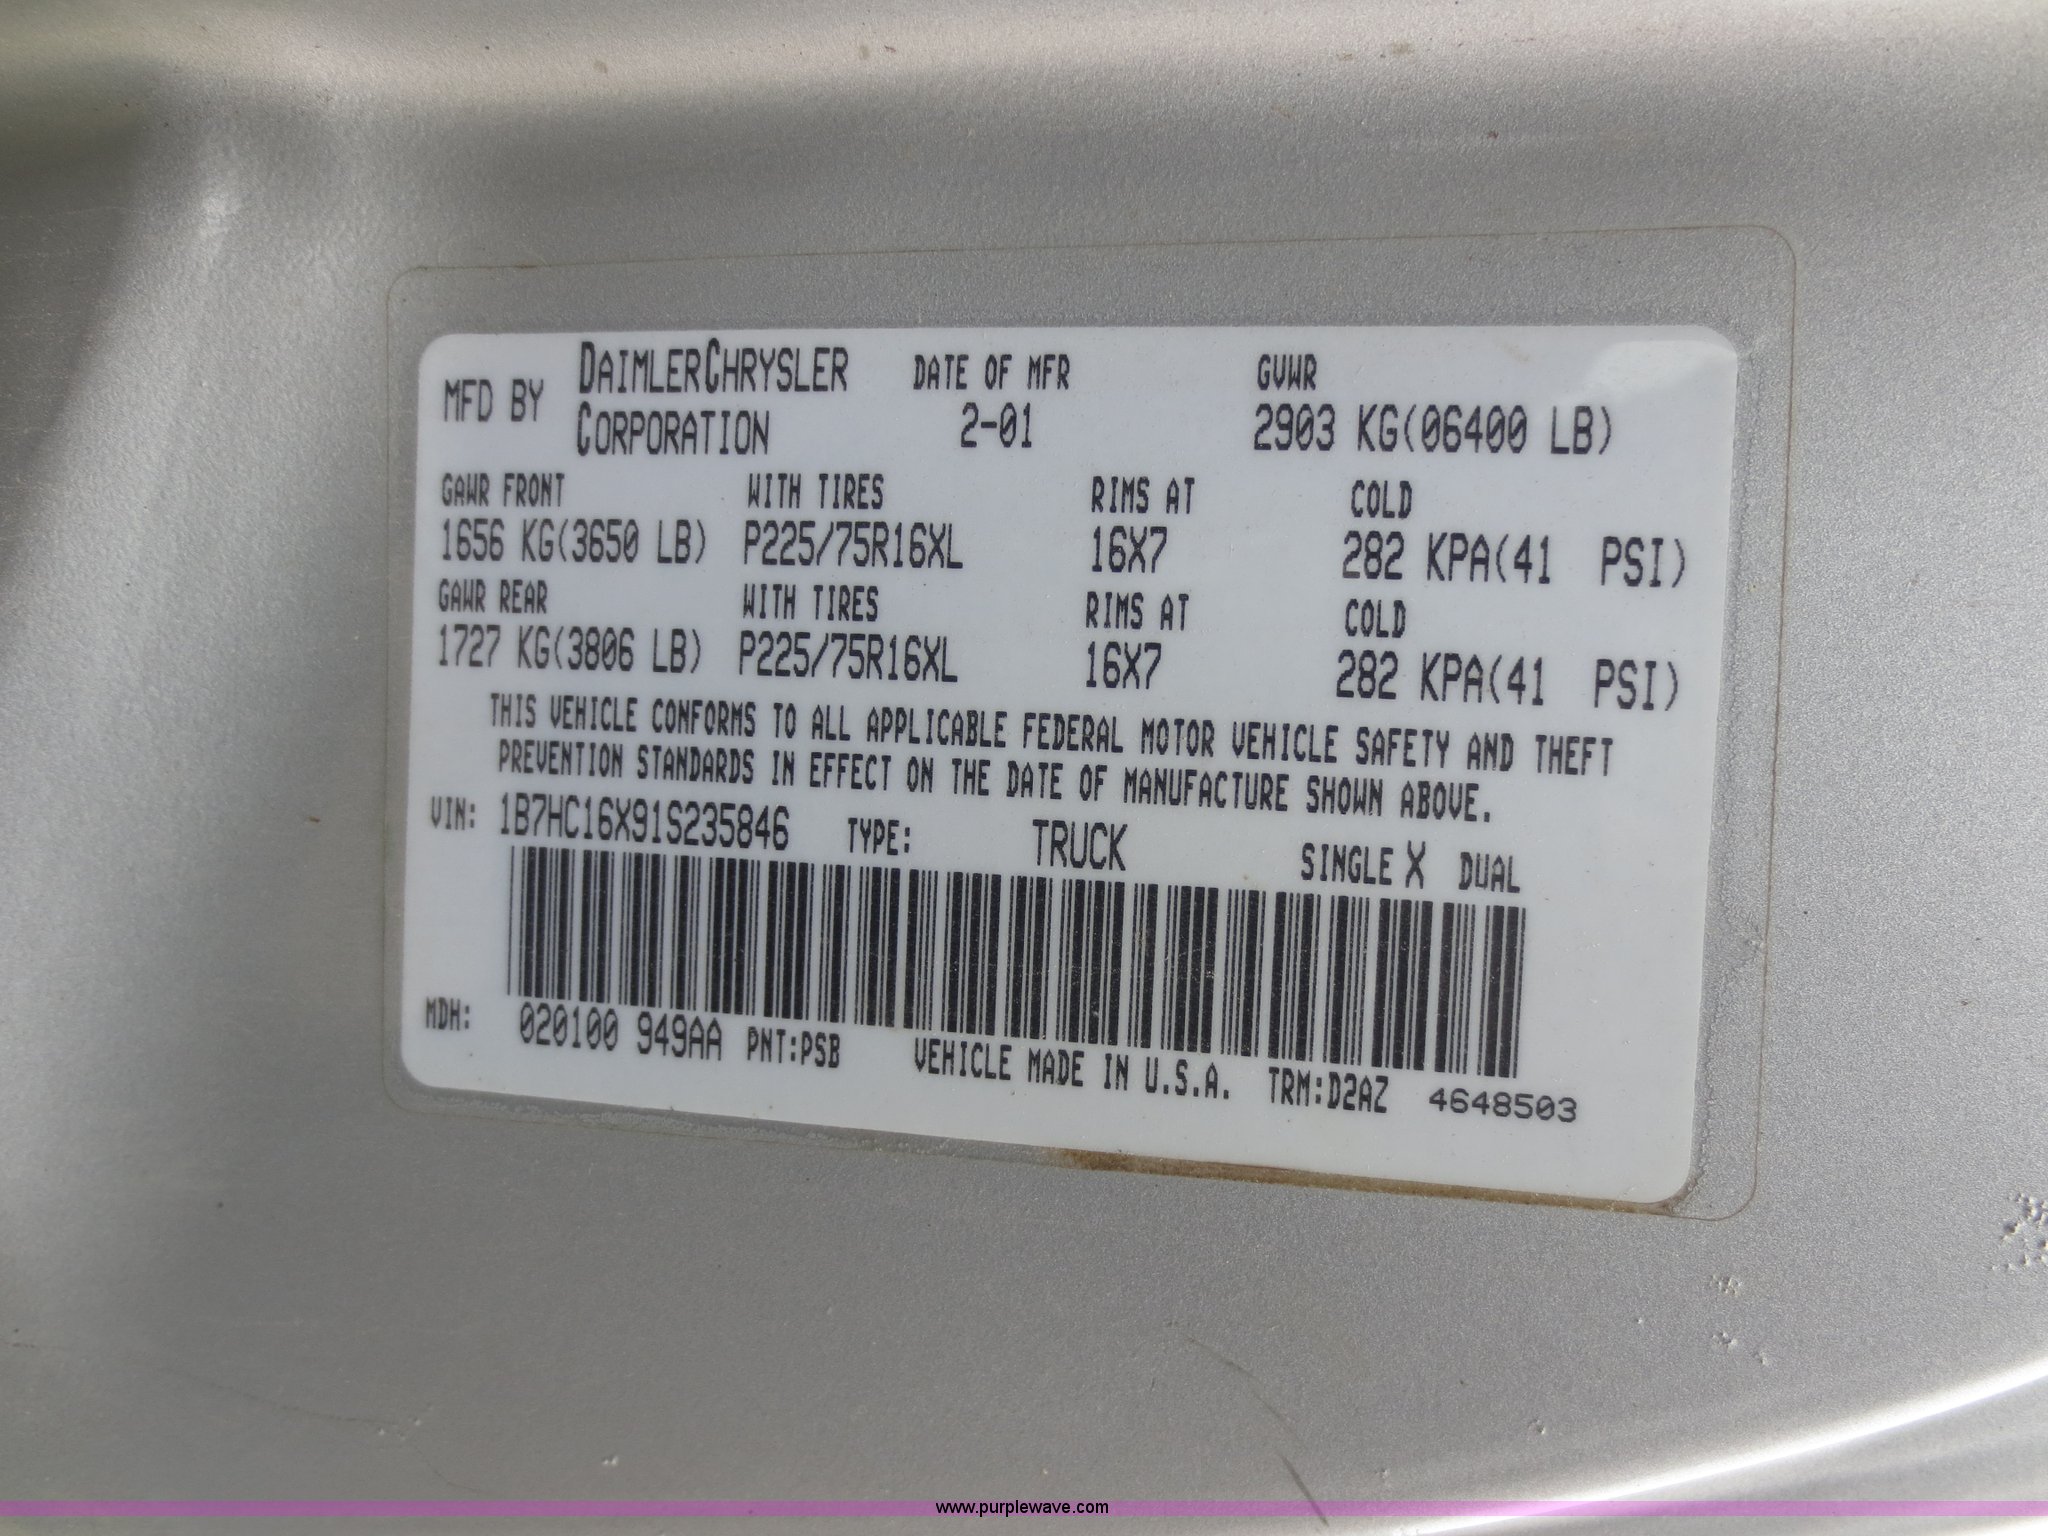 MFD BY DAIMLERCHRYSLER CORPORATION DATE OF MFR 2-01 GVWR 2903 KG(06400 LB)
GAWR FRONT WITH TIRES RIMS AT COLD
1656 KG(3650 LB) P225/75R16XL 16X7 282 KPA(41 PSI)
GAWR REAR WITH TIRES RIMS AT COLD
1727 KG(3806 LB) P225/75R16XL 16X7 282 KPA(41 PSI)
THIS VEHICLE CONFORMS TO ALL APPLICABLE FEDERAL MOTOR VEHICLE SAFETY AND THEFT
PREVENTION STANDARDS IN EFFECT ON THE DATE OF MANUFACTURE SHOWN ABOVE.
VIN: 1B7HC16X91S235846 TYPE: TRUCK SINGLE X DUAL
MDH: 020100 949AA PNT:PSB VEHICLE MADE IN U.S.A. TRM:D2AZ 4648503
www.purplewave.com